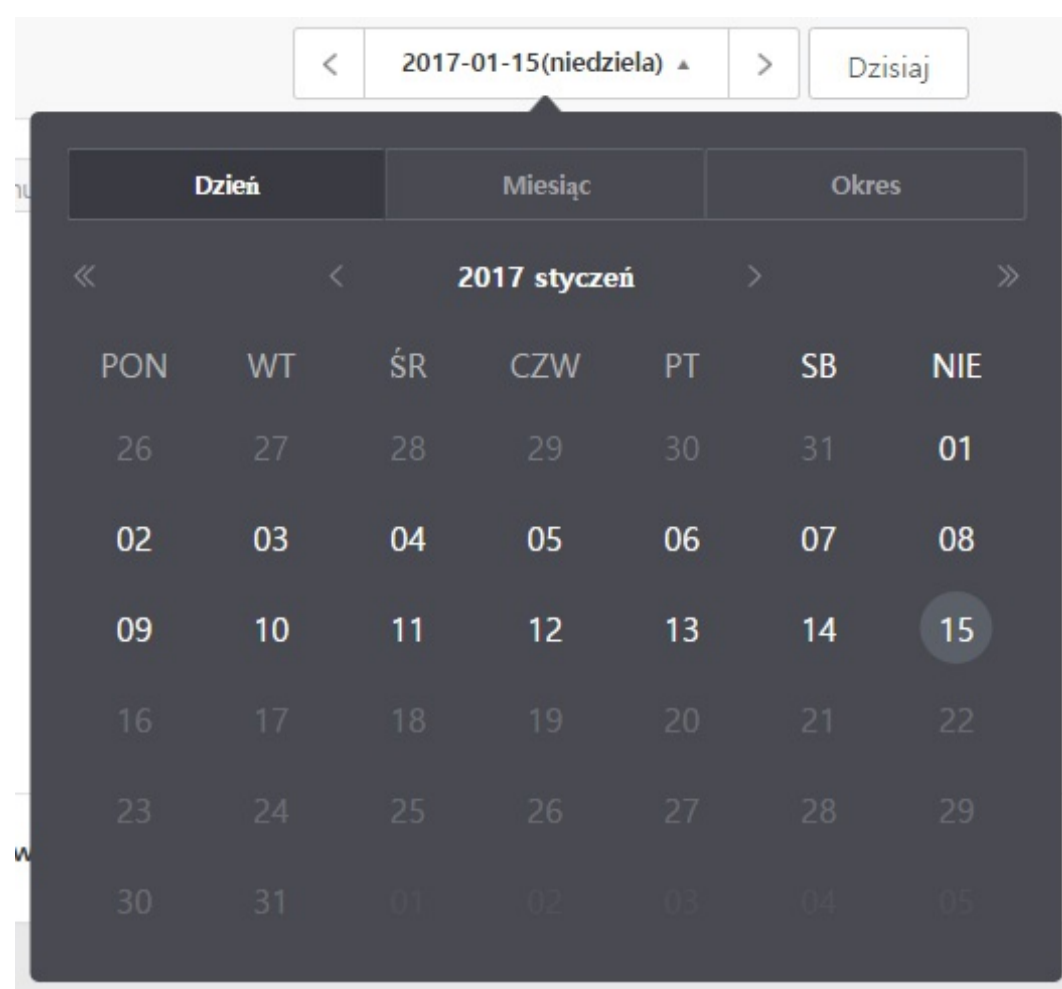 < 2017-01-15(niedziela) ▲ > Dzisiaj
Dzień Miesiąc Okres
« < 2017 styczeń > »
PON WT ŚR CZW PT SB NIE
26 27 28 29 30 31 01
02 03 04 05 06 07 08
09 10 11 12 13 14 15
16 17 18 19 20 21 22
23 24 25 26 27 28 29
30 31 01 02 03 04 05